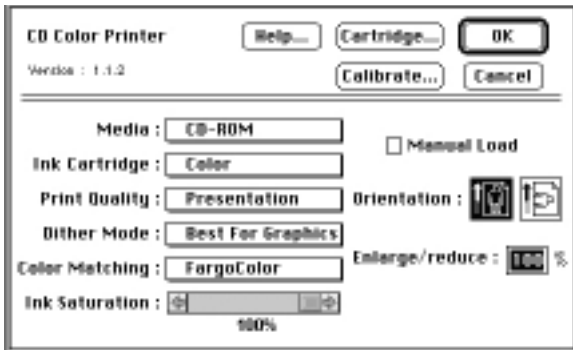 CD Color Printer
Help...
Cartridge...
OK
Version : 1.1.2
Calibrate...
Cancel
Media : CD-ROM
Manual Load
Ink Cartridge : Color
Print Quality : Presentation
Orientation :
Dither Mode : Best For Graphics
Enlarge/reduce : 100 %
Color Matching : FargoColor
Ink Saturation :
100%